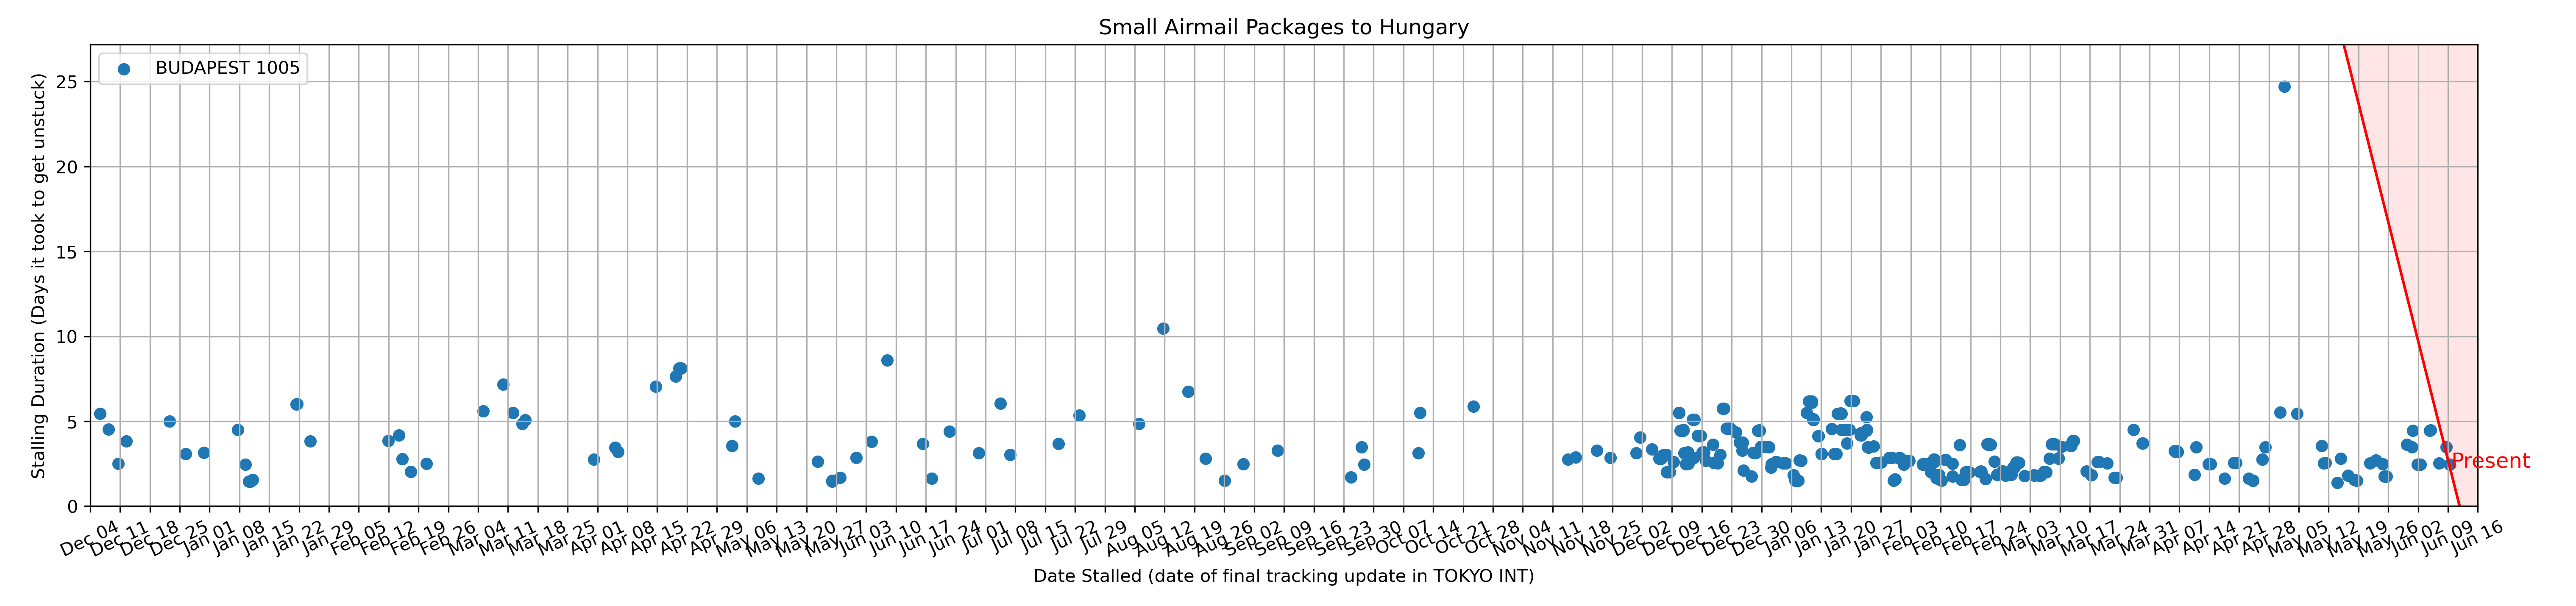 Small Airmail Packages to Hungary
BUDAPEST 1005
Stalling Duration (Days it took to get unstuck)
25
20
15
10
5
0
Present
Dec 04 Dec 11 Dec 18 Dec 25 Jan 01 Jan 08 Jan 15 Jan 22 Jan 29 Feb 05 Feb 12 Feb 19 Feb 26 Mar 04 Mar 11 Mar 18 Mar 25 Apr 01 Apr 08 Apr 15 Apr 22 Apr 29 May 06 May 13 May 20 May 27 Jun 03 Jun 10 Jun 17 Jun 24 Jul 01 Jul 08 Jul 15 Jul 22 Jul 29 Aug 05 Aug 12 Aug 19 Aug 26 Sep 02 Sep 09 Sep 16 Sep 23 Sep 30 Oct 07 Oct 14 Oct 21 Oct 28 Nov 04 Nov 11 Nov 18 Nov 25 Dec 02 Dec 09 Dec 16 Dec 23 Dec 30 Jan 06 Jan 13 Jan 20 Jan 27 Feb 03 Feb 10 Feb 17 Feb 24 Mar 03 Mar 10 Mar 17 Mar 24 Mar 31 Apr 07 Apr 14 Apr 21 Apr 28 May 05 May 12 May 19 May 26 Jun 02 Jun 09 Jun 16
Date Stalled (date of final tracking update in TOKYO INT)